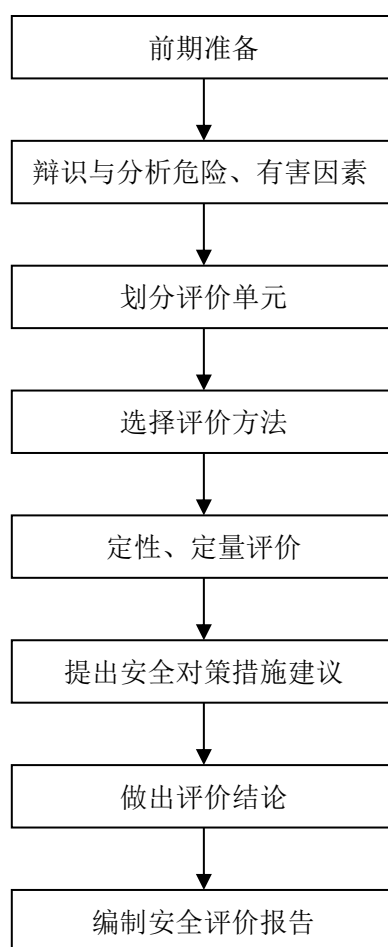 前期准备
辩识与分析危险、有害因素
划分评价单元
选择评价方法
定性、定量评价
提出安全对策措施建议
做出评价结论
编制安全评价报告